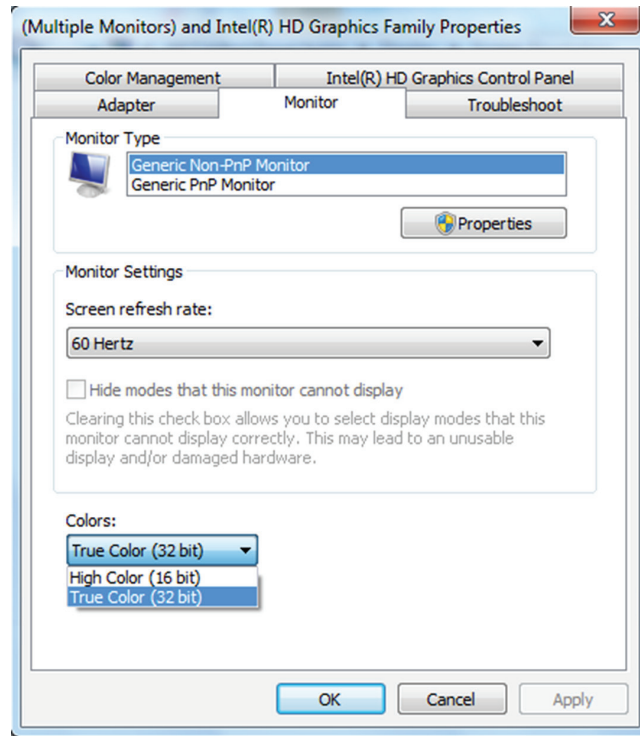 (Multiple Monitors) and Intel(R) HD Graphics Family Properties
Color Management
Intel(R) HD Graphics Control Panel
Adapter
Monitor
Troubleshoot
Monitor Type
Generic Non-PnP Monitor
Generic PnP Monitor
Properties
Monitor Settings
Screen refresh rate:
60 Hertz
Hide modes that this monitor cannot display
Clearing this check box allows you to select display modes that this
monitor cannot display correctly. This may lead to an unusable
display and/or damaged hardware.
Colors:
True Color (32 bit)
High Color (16 bit)
True Color (32 bit)
OK
Cancel
Apply